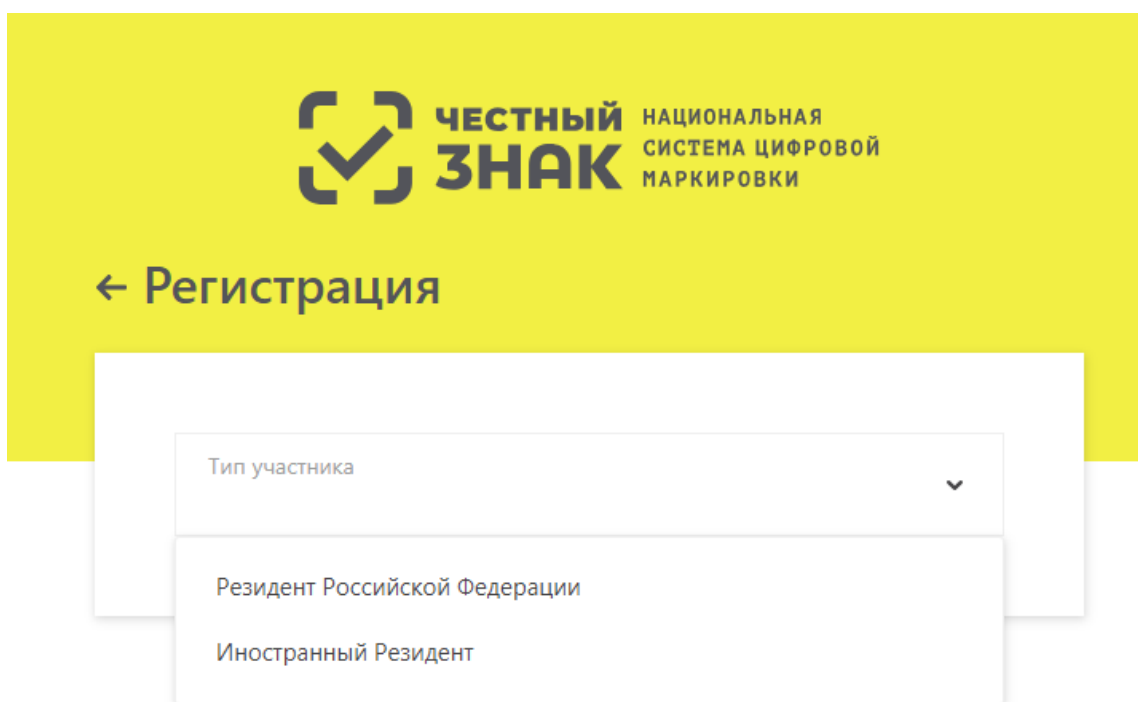 ЧЕСТНЫЙ
ЗНАК
НАЦИОНАЛЬНАЯ
СИСТЕМА ЦИФРОВОЙ
МАРКИРОВКИ
← Регистрация
Тип участника
Резидент Российской Федерации
Иностранный Резидент